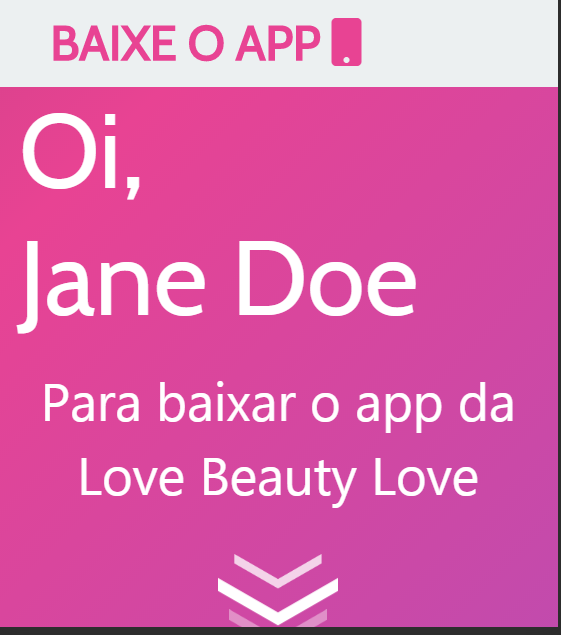 BAIXE O APP
Oi,
Jane Doe
Para baixar o app da
Love Beauty Love